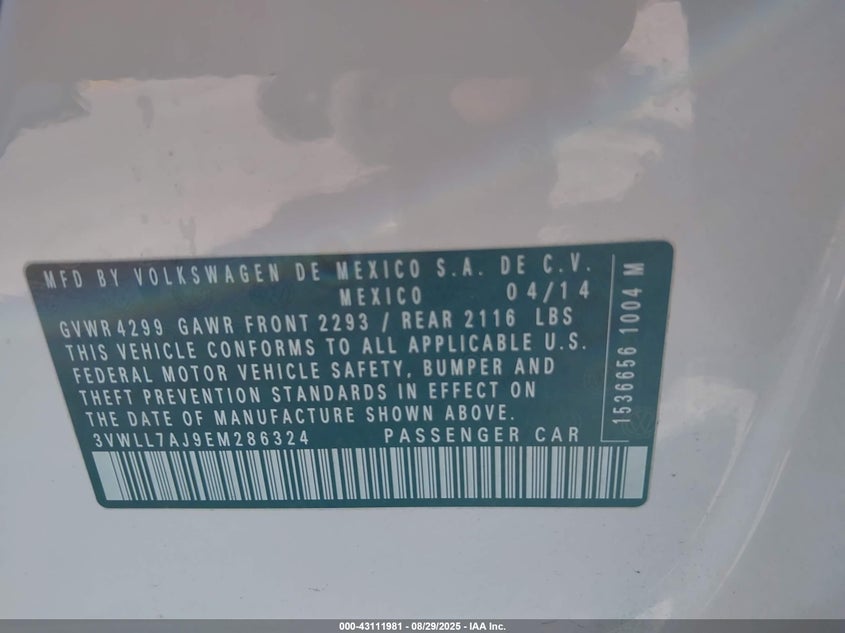 MFD BY VOLKSWAGEN DE MEXICO S.A. DE C.V.
MEXICO 04/14
GVWR 4299 GAWR FRONT 2293 / REAR 2116 LBS
THIS VEHICLE CONFORMS TO ALL APPLICABLE U.S.
FEDERAL MOTOR VEHICLE SAFETY, BUMPER AND
THEFT PREVENTION STANDARDS IN EFFECT ON
THE DATE OF MANUFACTURE SHOWN ABOVE.
3VWLL7AJ9EM286324 PASSENGER CAR
1536656 1004 M
000-43111981 - 08/29/2025 - IAA Inc.